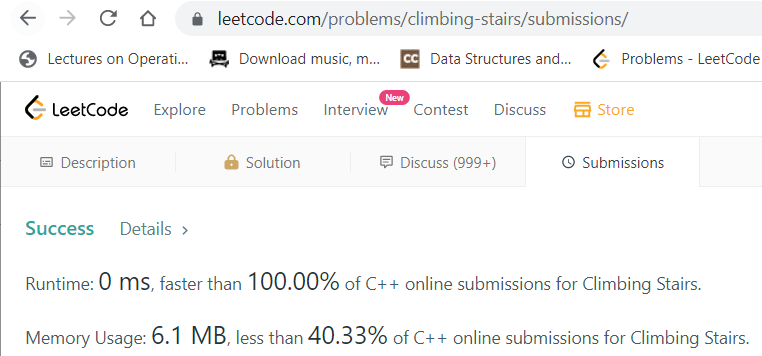 leetcode.com/problems/climbing-stairs/submissions/
Lectures on Operati... Download music, m... CC Data Structures and... Problems - LeetCode
LeetCode Explore Problems Interview New Contest Discuss Store
Description Solution Discuss (999+) Submissions
Success Details >
Runtime: 0 ms, faster than 100.00% of C++ online submissions for Climbing Stairs.
Memory Usage: 6.1 MB, less than 40.33% of C++ online submissions for Climbing Stairs.